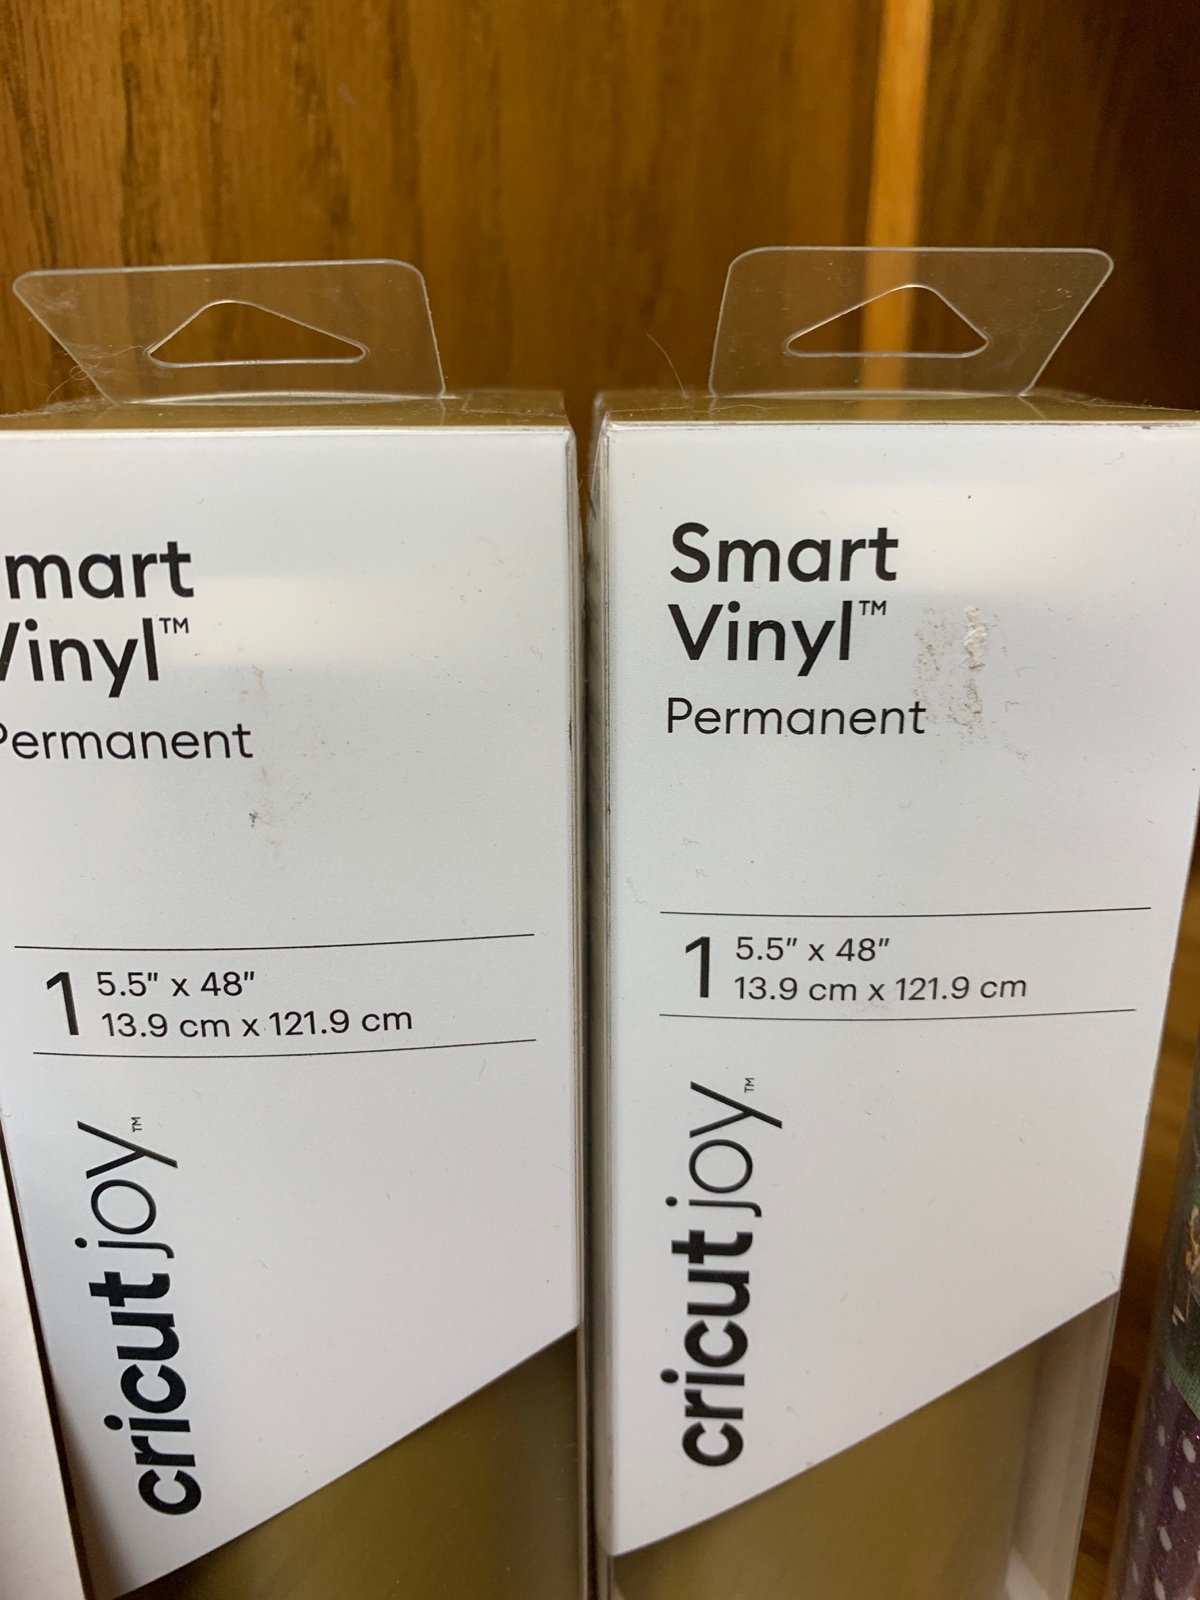 mart
Vinyl™
Permanent
1 5.5" x 48"
13.9 cm x 121.9 cm
cricut joy™
Smart
Vinyl™
Permanent
1 5.5" x 48"
13.9 cm x 121.9 cm
cricut joy™